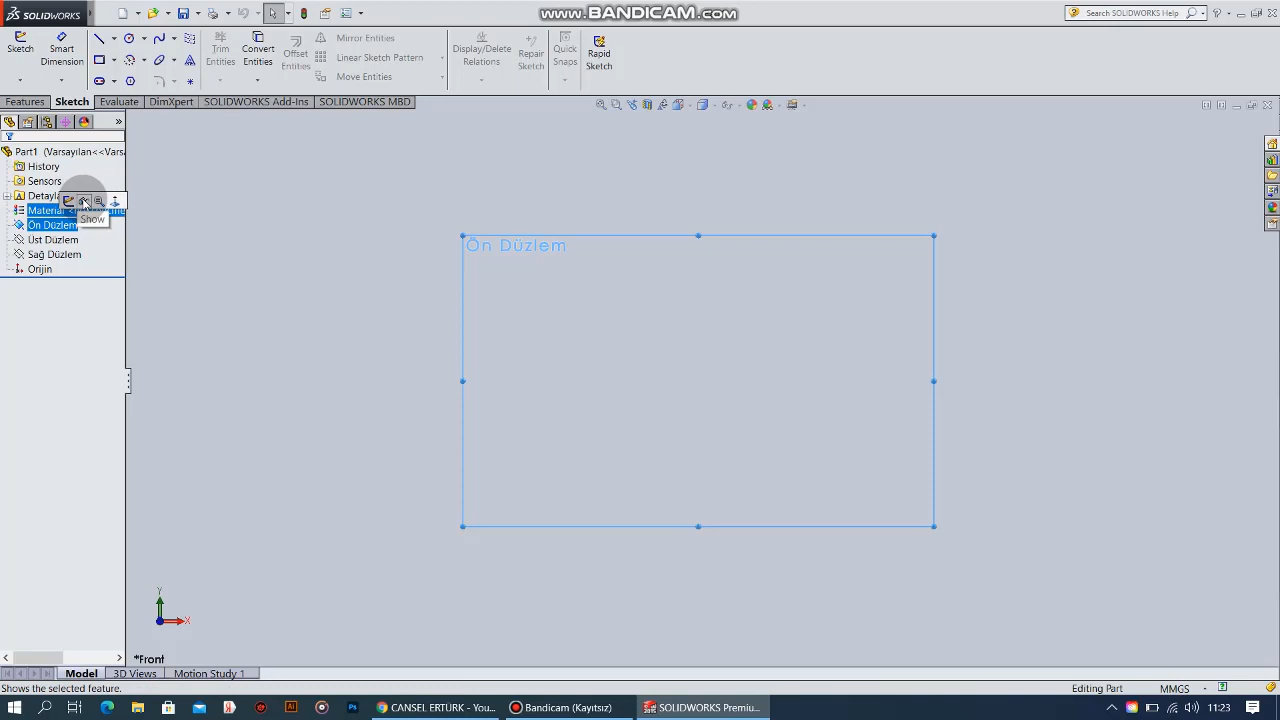 SOLIDWORKS
www.BANDICAM.com
Search SOLIDWORKS Help
Sketch
Smart Dimension
Trim Entities
Convert Entities
Offset Entities
Mirror Entities
Linear Sketch Pattern
Move Entities
Display/Delete Relations
Repair Sketch
Quick Snaps
Rapid Sketch
Features
Sketch
Evaluate
DimXpert
SOLIDWORKS Add-Ins
SOLIDWORKS MBD
Part1 (Varsayılan<<Varsa
History
Sensors
Detayla
Material <
Show
Ön Düzlem
Üst Düzlem
Sağ Düzlem
Orijin
Ön Düzlem
Y
X
*Front
Model
3D Views
Motion Study 1
Shows the selected feature.
Editing Part
MMGS
CANSEL ERTÜRK - You...
Bandicam (Kayıtsız)
SOLIDWORKS Premiu...
11:23